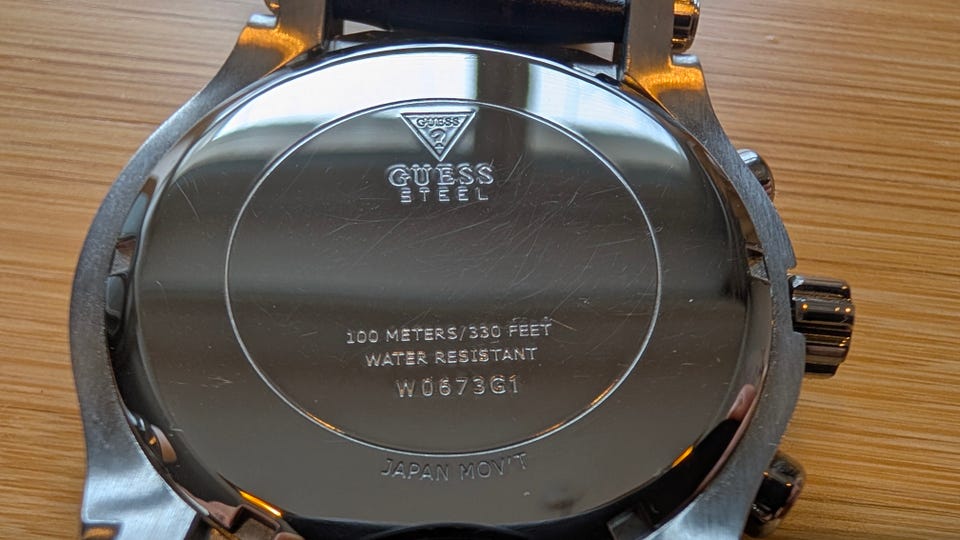 GUESS
?
GUESS
STEEL
100 METERS/330 FEET
WATER RESISTANT
W0673G1
JAPAN MOV'T